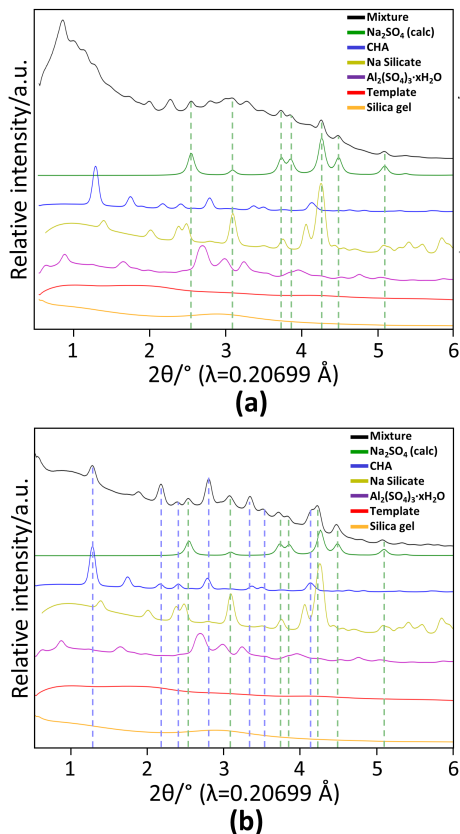 Relative intensity/a.u.
Mixture
Na₂SO₄ (calc)
CHA
Na Silicate
Al₂(SO₄)₃·xH₂O
Template
Silica gel
1 2 3 4 5 6
2θ/° (λ=0.20699 Å)
(a)
Relative intensity/a.u.
Mixture
Na₂SO₄ (calc)
CHA
Na Silicate
Al₂(SO₄)₃·xH₂O
Template
Silica gel
1 2 3 4 5 6
2θ/° (λ=0.20699 Å)
(b)